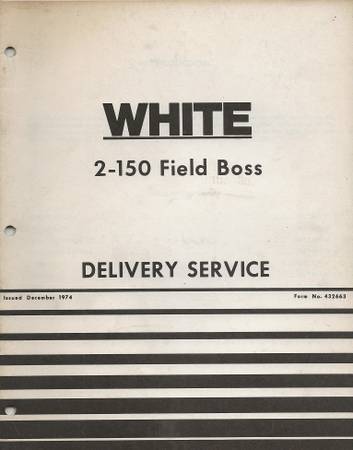 WHITE
2-150 Field Boss
DELIVERY SERVICE
Issued December 1974 Form No. 432663